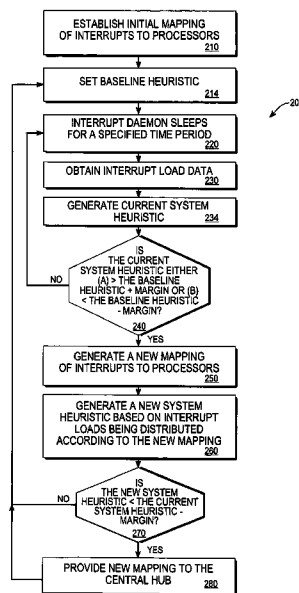 ESTABLISH INITIAL MAPPING
OF INTERRUPTS TO PROCESSORS
210
SET BASELINE HEURISTIC
214
20
INTERRUPT DAEMON SLEEPS
FOR A SPECIFIED TIME PERIOD
220
OBTAIN INTERRUPT LOAD DATA
230
GENERATE CURRENT SYSTEM
HEURISTIC
234
IS
THE CURRENT
SYSTEM HEURISTIC EITHER
(A) > THE BASELINE
HEURISTIC + MARGIN OR (B)
< THE BASELINE HEURISTIC
- MARGIN?
240
NO
YES
GENERATE A NEW MAPPING
OF INTERRUPTS TO PROCESSORS
250
GENERATE A NEW SYSTEM
HEURISTIC BASED ON INTERRUPT
LOADS BEING DISTRIBUTED
ACCORDING TO THE NEW MAPPING
260
IS
THE NEW SYSTEM
HEURISTIC < THE CURRENT
SYSTEM HEURISTIC -
MARGIN?
270
NO
YES
PROVIDE NEW MAPPING TO THE
CENTRAL HUB
280